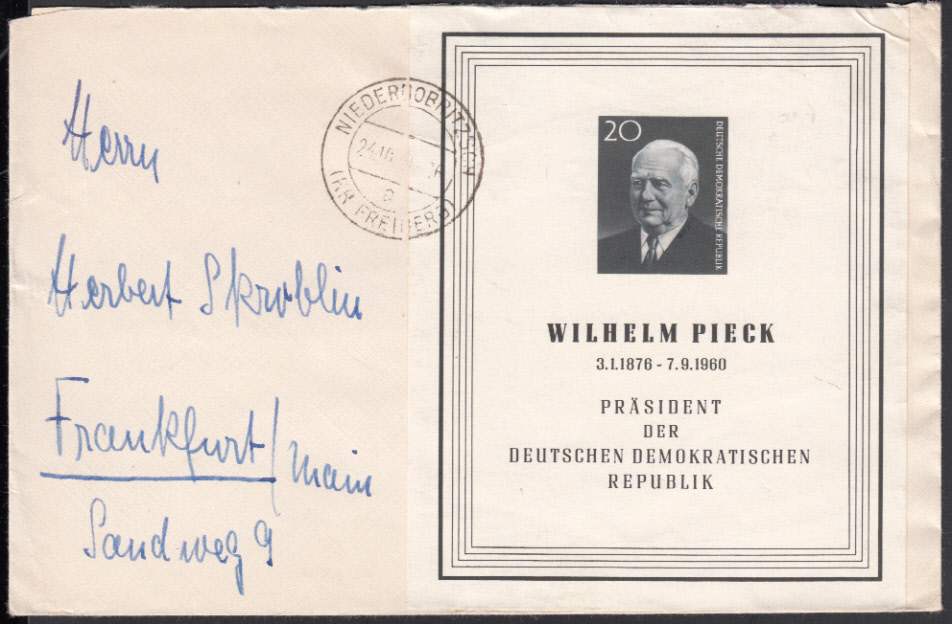 Herrn
Herbert Skroblin
Frankfurt/Main
Sandweg 9
NIEDERBOBRITZSCH
(KR FREIBERG)
20
DEUTSCHE DEMOKRATISCHE REPUBLIK
WILHELM PIECK
3.1.1876 - 7.9.1960
PRÄSIDENT
DER
DEUTSCHEN DEMOKRATISCHEN
REPUBLIK